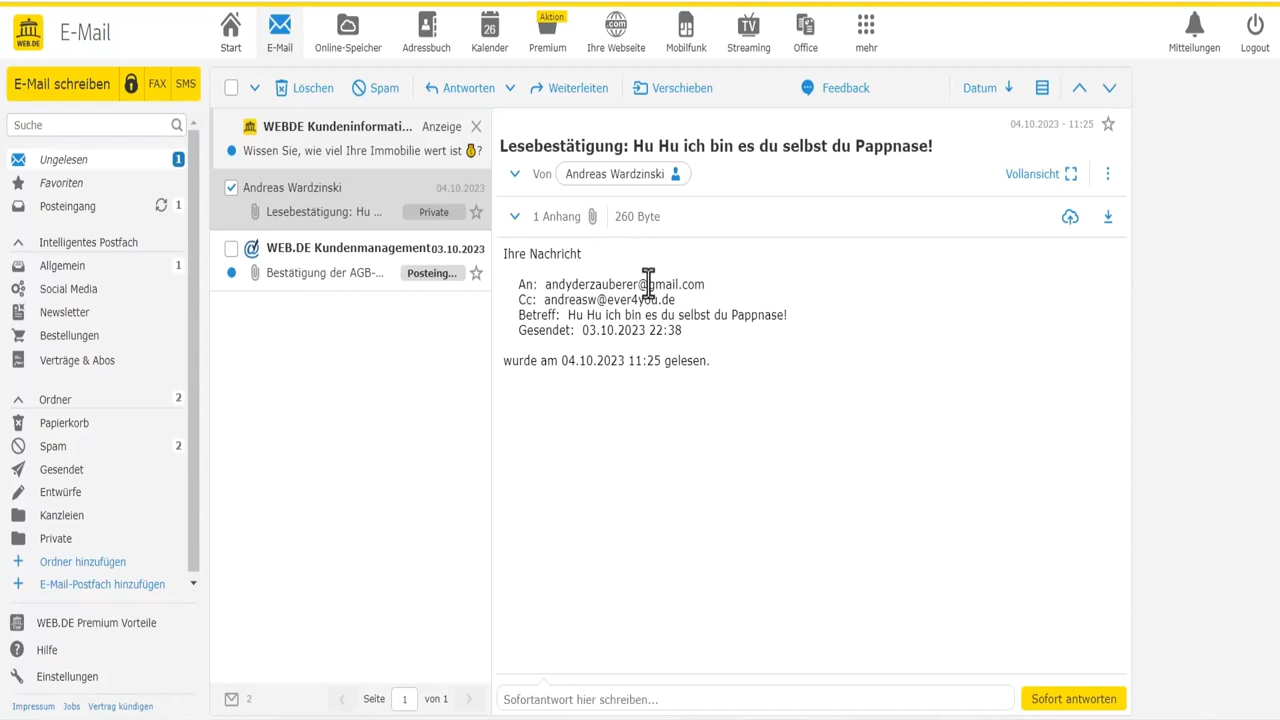 WEB.DE
E-Mail
Start
E-Mail
Online-Speicher
Adressbuch
26
Kalender
Aktion
Premium
.com
Ihre Webseite
Mobilfunk
TV
Streaming
Office
mehr
Mitteilungen
Logout
E-Mail schreiben
FAX
SMS
Löschen
Spam
Antworten
Weiterleiten
Verschieben
Feedback
Datum
Suche
Ungelesen 1
Favoriten
Posteingang 1
Intelligentes Postfach
Allgemein 1
Social Media
Newsletter
Bestellungen
Verträge & Abos
Ordner 2
Papierkorb
Spam 2
Gesendet
Entwürfe
Kanzleien
Private
Ordner hinzufügen
E-Mail-Postfach hinzufügen
WEB.DE Premium Vorteile
Hilfe
Einstellungen
Impressum Jobs Vertrag kündigen
WEBDE Kundeninformati... Anzeige
Wissen Sie, wie viel Ihre Immobilie wert ist ?
Andreas Wardzinski 04.10.2023
Lesebestätigung: Hu ... Private
WEB.DE Kundenmanagement 03.10.2023
Bestätigung der AGB-... Posteing...
2
Seite 1 von 1
04.10.2023 - 11:25
Lesebestätigung: Hu Hu ich bin es du selbst du Pappnase!
Von Andreas Wardzinski
Vollansicht
1 Anhang 260 Byte
Ihre Nachricht
An: andyderzauberer@gmail.com
Cc: andreasw@ever4you.de
Betreff: Hu Hu ich bin es du selbst du Pappnase!
Gesendet: 03.10.2023 22:38
wurde am 04.10.2023 11:25 gelesen.
Sofortantwort hier schreiben...
Sofort antworten